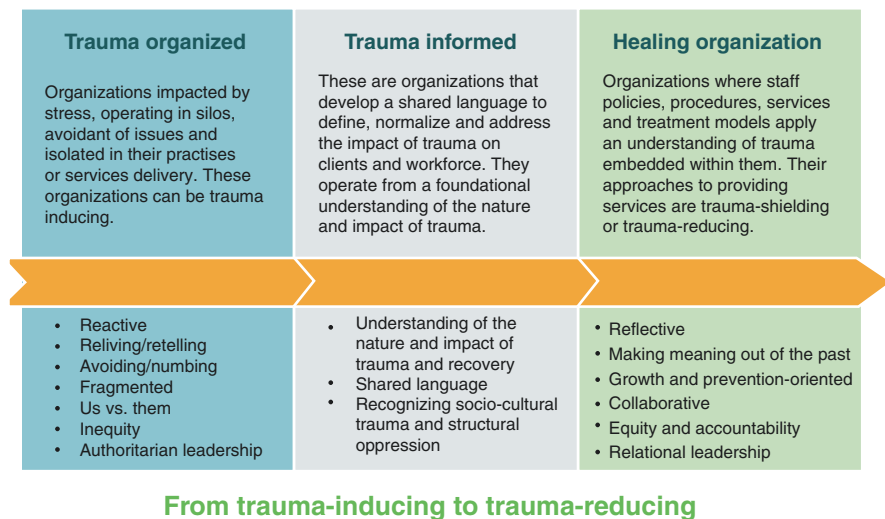 Trauma organized
Organizations impacted by
stress, operating in silos,
avoidant of issues and
isolated in their practises
or services delivery. These
organizations can be trauma
inducing.
Trauma informed
These are organizations that
develop a shared language to
define, normalize and address
the impact of trauma on
clients and workforce. They
operate from a foundational
understanding of the nature
and impact of trauma.
Healing organization
Organizations where staff
policies, procedures, services
and treatment models apply
an understanding of trauma
embedded within them. Their
approaches to providing
services are trauma-shielding
or trauma-reducing.
• Reactive
• Reliving/retelling
• Avoiding/numbing
• Fragmented
• Us vs. them
• Inequity
• Authoritarian leadership
• Understanding of the
nature and impact of
trauma and recovery
• Shared language
• Recognizing socio-cultural
trauma and structural
oppression
• Reflective
• Making meaning out of the past
• Growth and prevention-oriented
• Collaborative
• Equity and accountability
• Relational leadership
From trauma-inducing to trauma-reducing